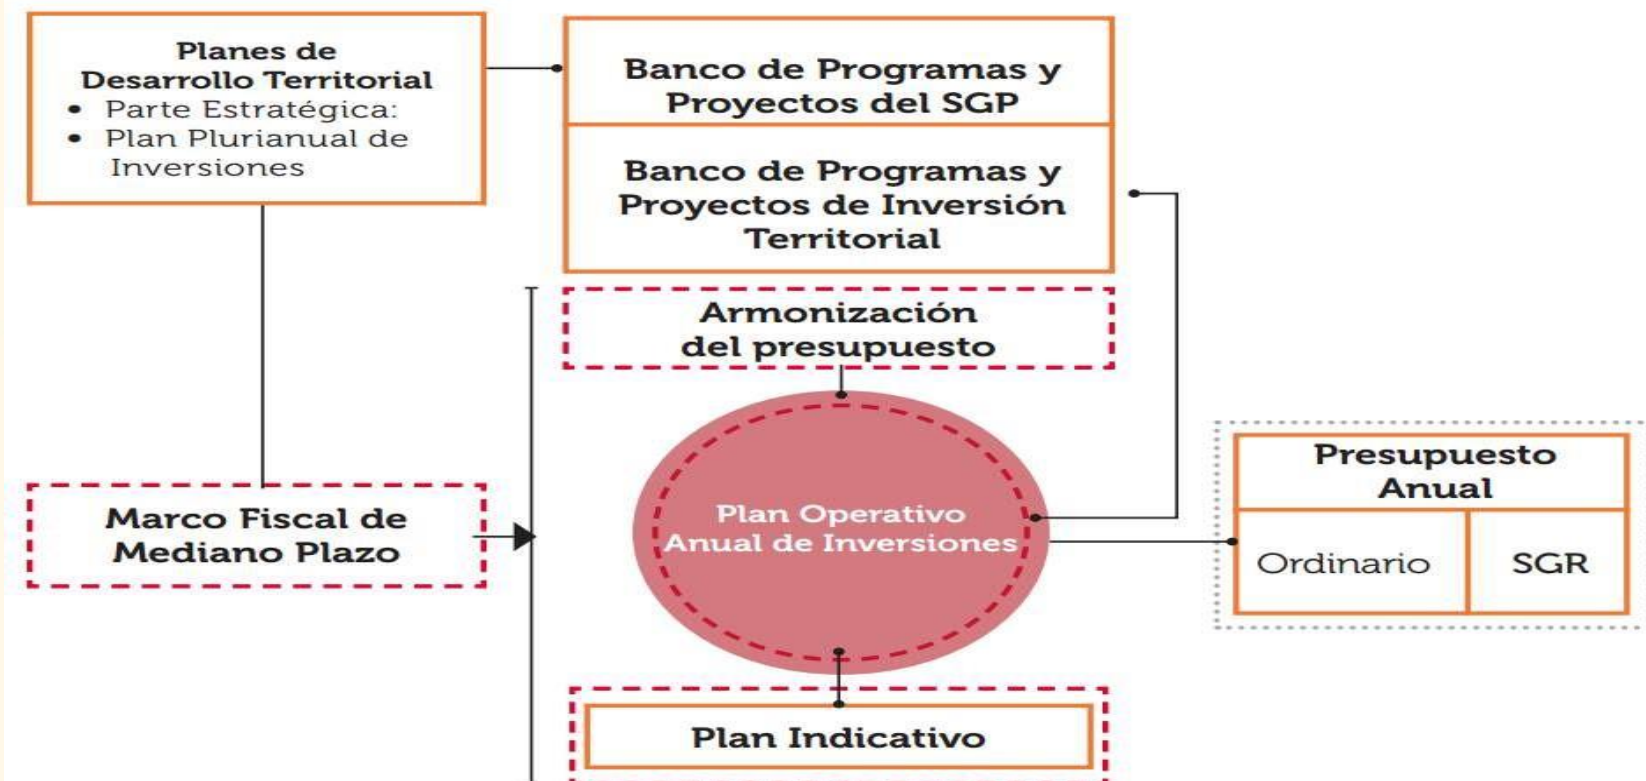 Planes de
Desarrollo Territorial
• Parte Estratégica:
• Plan Plurianual de
Inversiones
Banco de Programas y
Proyectos del SGP
Banco de Programas y
Proyectos de Inversión
Territorial
Armonización
del presupuesto
Marco Fiscal de
Mediano Plazo
Plan Operativo
Anual de Inversiones
Presupuesto
Anual
Ordinario
SGR
Plan Indicativo